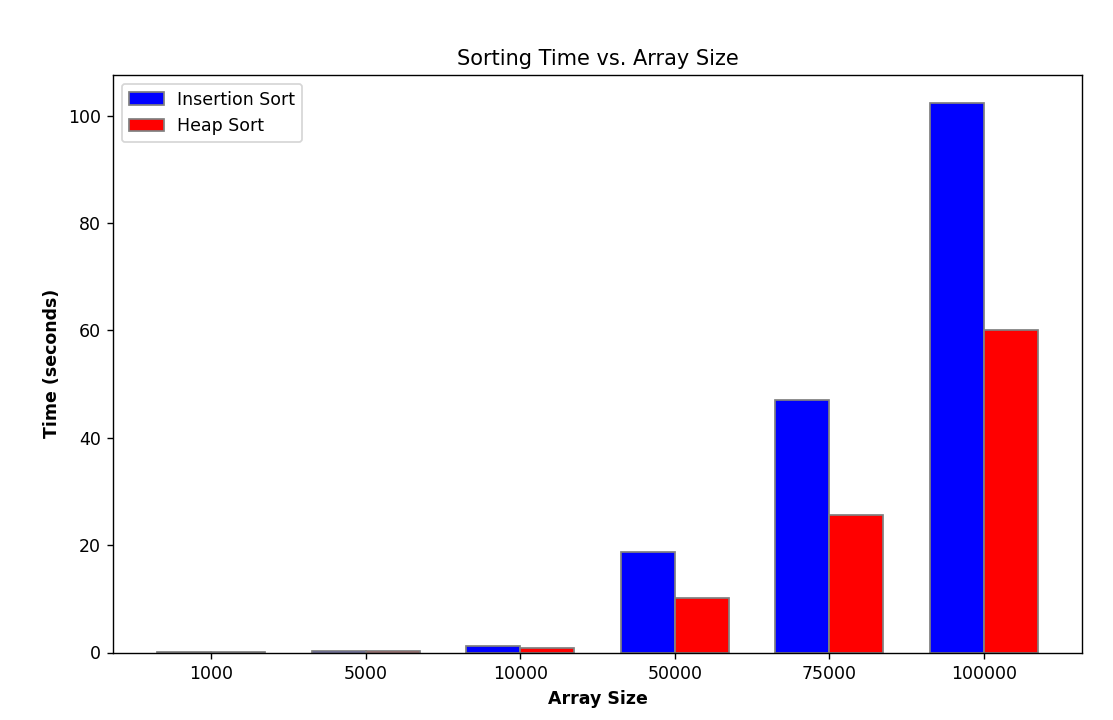 Sorting Time vs. Array Size
Insertion Sort
Heap Sort
100
80
60
40
20
0
Time (seconds)
1000 5000 10000 50000 75000 100000
Array Size